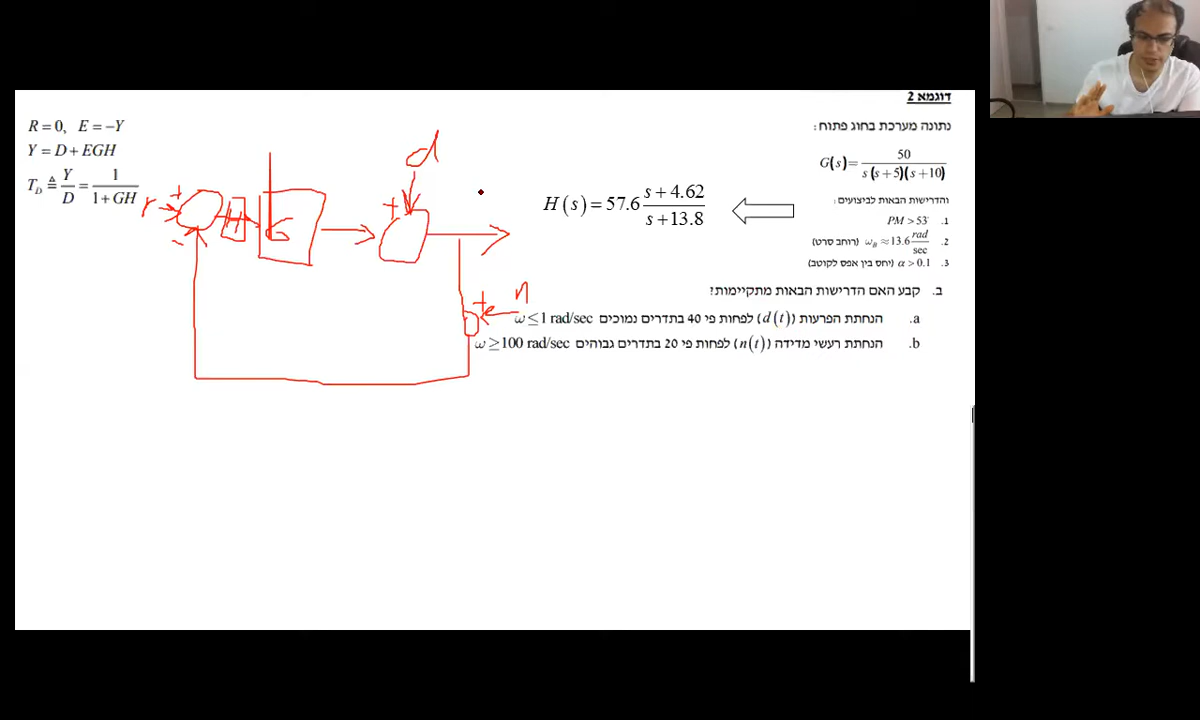 דוגמא 2
נתונה מערכת בחוג פתוח:
G(s)= 50 / s(s+5)(s+10)
והדרישות הבאות לביצועים:
1. PM > 53°
2. ω_B ≈ 13.6 rad/sec (רוחב סרט)
3. α > 0.1 (יחס בין אפס לקוטב)
H(s) = 57.6 s+4.62 / s+13.8
ב. קבע האם הדרישות הבאות מתקיימות?
a. הנחתת הפרעות (d(t)) לפחות פי 40 בתדרים נמוכים ω ≤ 1 rad/sec
b. הנחתת רעשי מדידה (n(t)) לפחות פי 20 בתדרים גבוהים ω ≥ 100 rad/sec
R = 0, E = −Y
Y = D + EGH
T_D ≜ Y/D = 1 / 1+GH
d
r + H G +
−
+ n